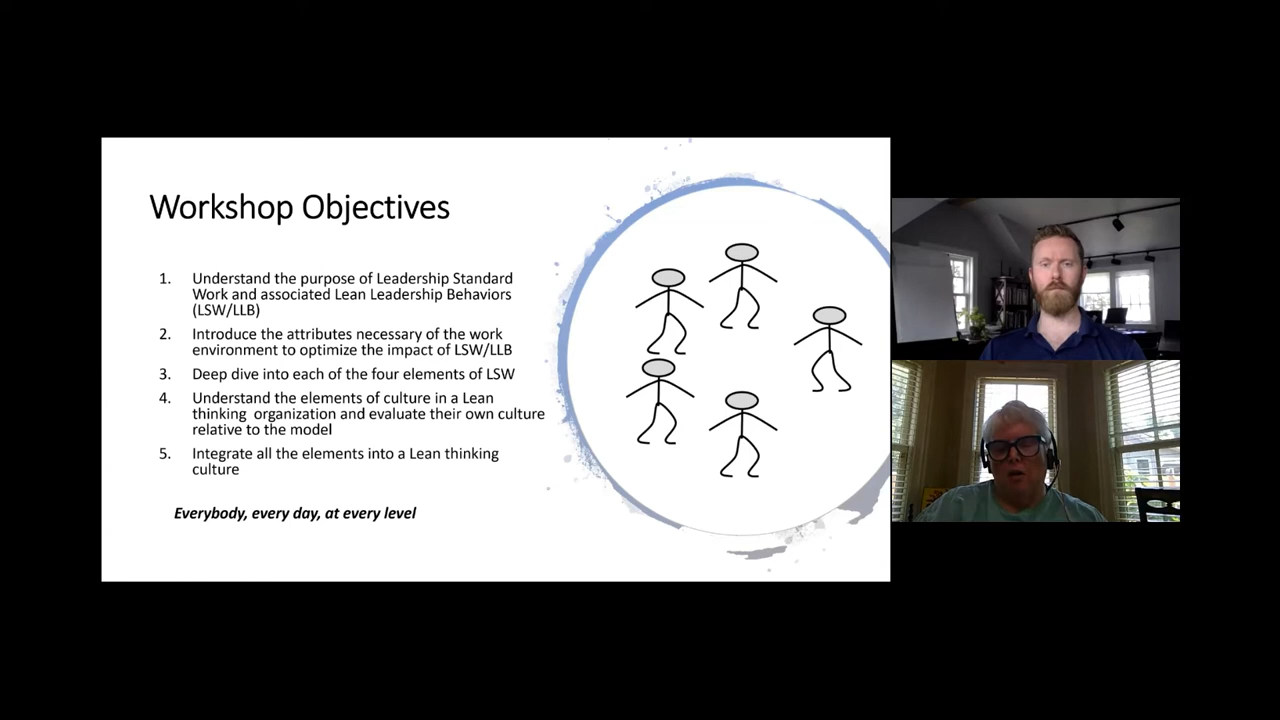 Workshop Objectives
1. Understand the purpose of Leadership Standard
Work and associated Lean Leadership Behaviors
(LSW/LLB)
2. Introduce the attributes necessary of the work
environment to optimize the impact of LSW/LLB
3. Deep dive into each of the four elements of LSW
4. Understand the elements of culture in a Lean
thinking organization and evaluate their own culture
relative to the model
5. Integrate all the elements into a Lean thinking
culture
Everybody, every day, at every level